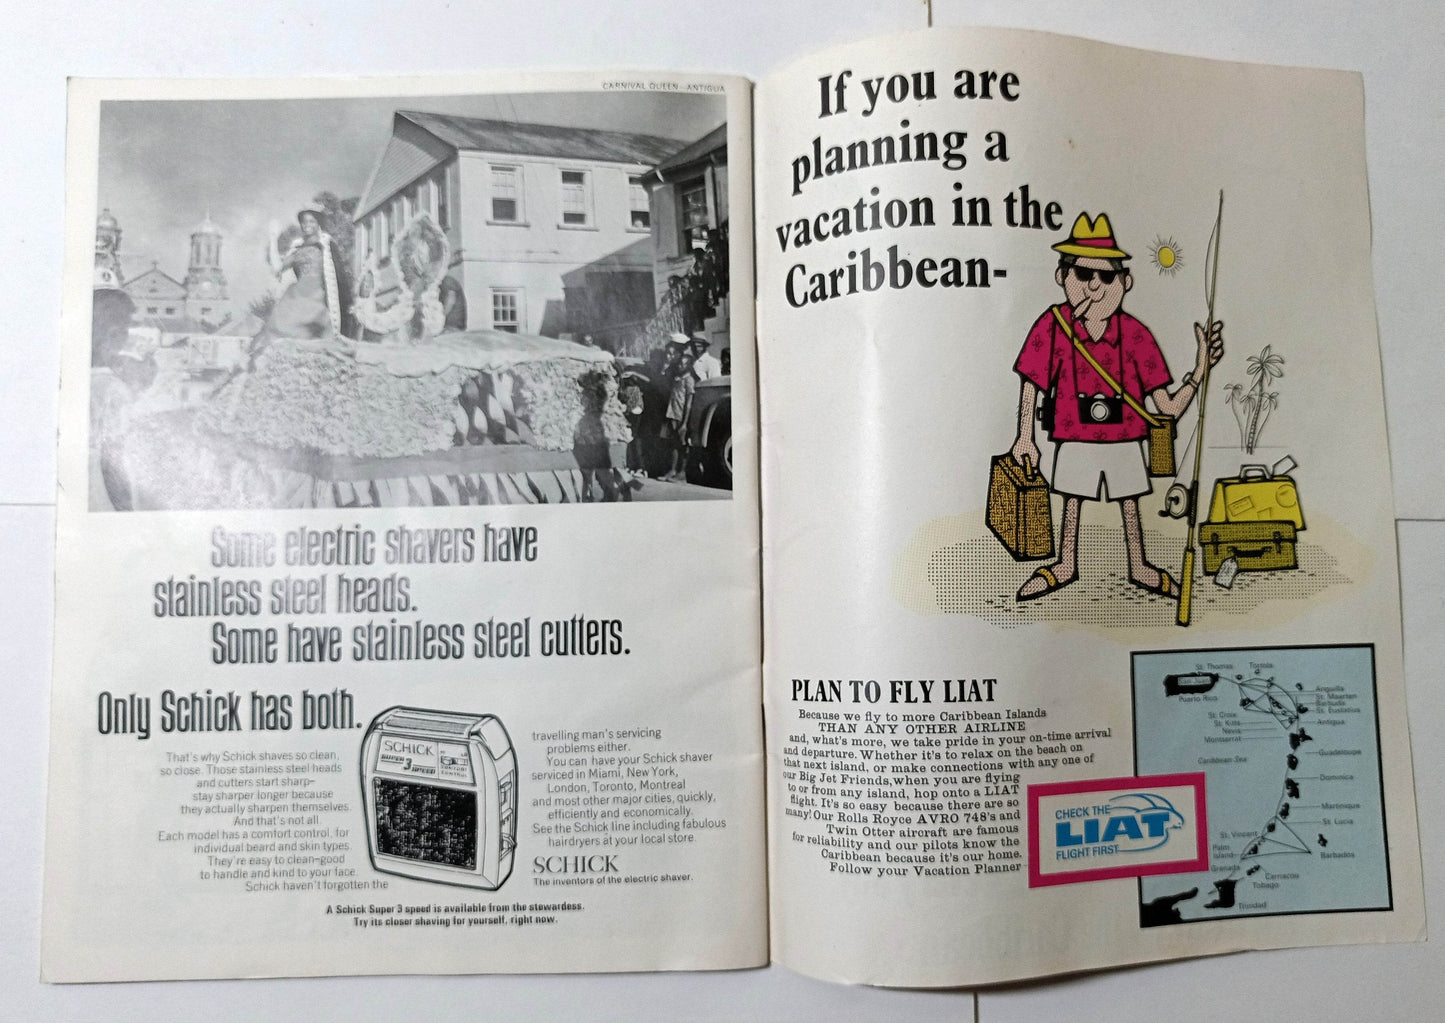 CARNIVAL QUEEN—ANTIGUA
Some electric shavers have
stainless steel heads.
Some have stainless steel cutters.
Only Schick has both.
That's why Schick shaves so clean,
so close. Those stainless steel heads
and cutters start sharp—
stay sharper longer because
they actually sharpen themselves.
And that's not all.
Each model has a comfort control, for
individual beard and skin types.
They're easy to clean—good
to handle and kind to your face.
Schick haven't forgotten the
SCHICK
SUPER
3 SPEED
COMFORT
CONTROL
travelling man's servicing
problems either.
You can have your Schick shaver
serviced in Miami, New York,
London, Toronto, Montreal
and most other major cities, quickly,
efficiently and economically.
See the Schick line including fabulous
hairdryers at your local store.
SCHICK
The inventors of the electric shaver.
A Schick Super 3 speed is available from the stewardess.
Try its closer shaving for yourself, right now.
If you are
planning a
vacation in the
Caribbean-
PLAN TO FLY LIAT
Because we fly to more Caribbean Islands
THAN ANY OTHER AIRLINE
and, what's more, we take pride in your on-time arrival
and departure. Whether it's to relax on the beach on
that next island, or make connections with any one of
our Big Jet Friends, when you are flying
to or from any island, hop onto a LIAT
flight. It's so easy because there are so
many! Our Rolls Royce AVRO 748's and
Twin Otter aircraft are famous
for reliability and our pilots know the
Caribbean because it's our home.
Follow your Vacation Planner
CHECK THE
LIAT
FLIGHT FIRST
St. Thomas
Tortola
San Juan
Puerto Rico
Anguilla
St. Maarten
Barbuda
St. Eustatius
St. Croix
St. Kitts
Nevis
Montserrat
Antigua
Guadeloupe
Caribbean Sea
Dominica
Martinique
St. Lucia
St. Vincent
Palm
Island
Barbados
Grenada
Carriacou
Tobago
Trinidad